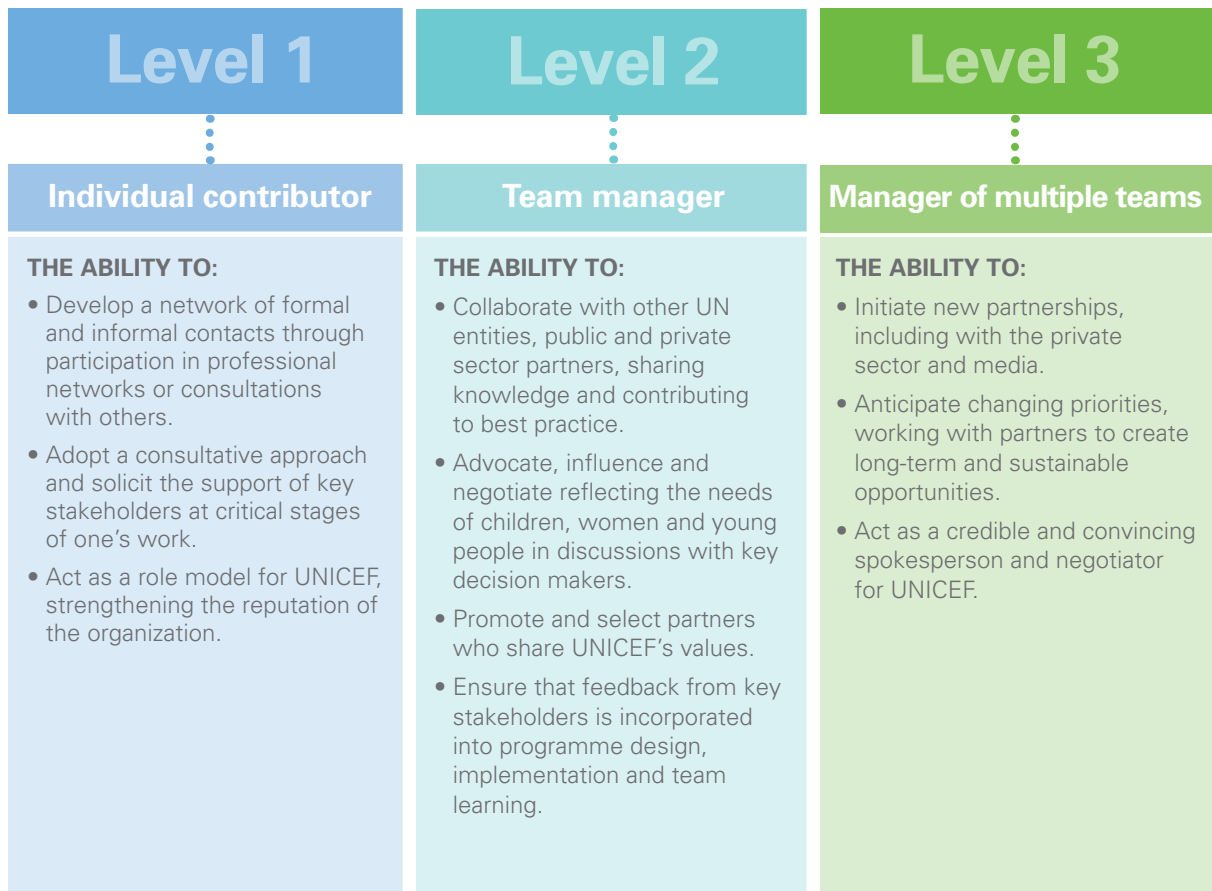 Level 1
Individual contributor
THE ABILITY TO:
• Develop a network of formal
and informal contacts through
participation in professional
networks or consultations
with others.
• Adopt a consultative approach
and solicit the support of key
stakeholders at critical stages
of one’s work.
• Act as a role model for UNICEF,
strengthening the reputation of
the organization.
Level 2
Team manager
THE ABILITY TO:
• Collaborate with other UN
entities, public and private
sector partners, sharing
knowledge and contributing
to best practice.
• Advocate, influence and
negotiate reflecting the needs
of children, women and young
people in discussions with key
decision makers.
• Promote and select partners
who share UNICEF’s values.
• Ensure that feedback from key
stakeholders is incorporated
into programme design,
implementation and team
learning.
Level 3
Manager of multiple teams
THE ABILITY TO:
• Initiate new partnerships,
including with the private
sector and media.
• Anticipate changing priorities,
working with partners to create
long-term and sustainable
opportunities.
• Act as a credible and convincing
spokesperson and negotiator
for UNICEF.